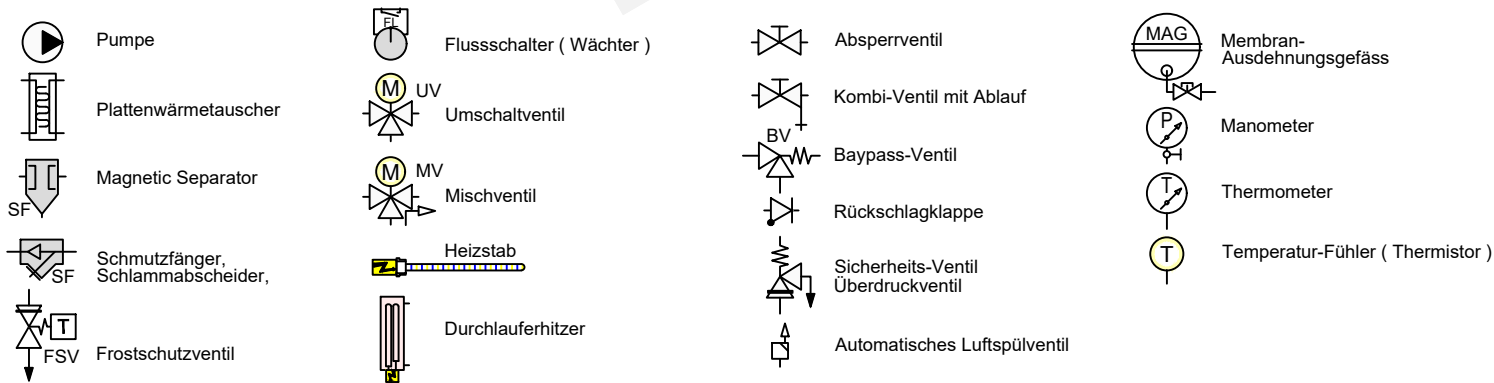 Pumpe
Plattenwärmetauscher
Magnetic Separator
SF
Schmutzfänger,
Schlammabscheider,
SF
T
FSV
Frostschutzventil
FL
Flussschalter ( Wächter )
M
UV
Umschaltventil
M
MV
Mischventil
Heizstab
Durchlauferhitzer
Absperrventil
Kombi-Ventil mit Ablauf
BV
Baypass-Ventil
Rückschlagklappe
Sicherheits-Ventil
Überdruckventil
Automatisches Luftspülventil
MAG
Membran-
Ausdehnungsgefäss
P
Manometer
T
Thermometer
T
Temperatur-Fühler ( Thermistor )